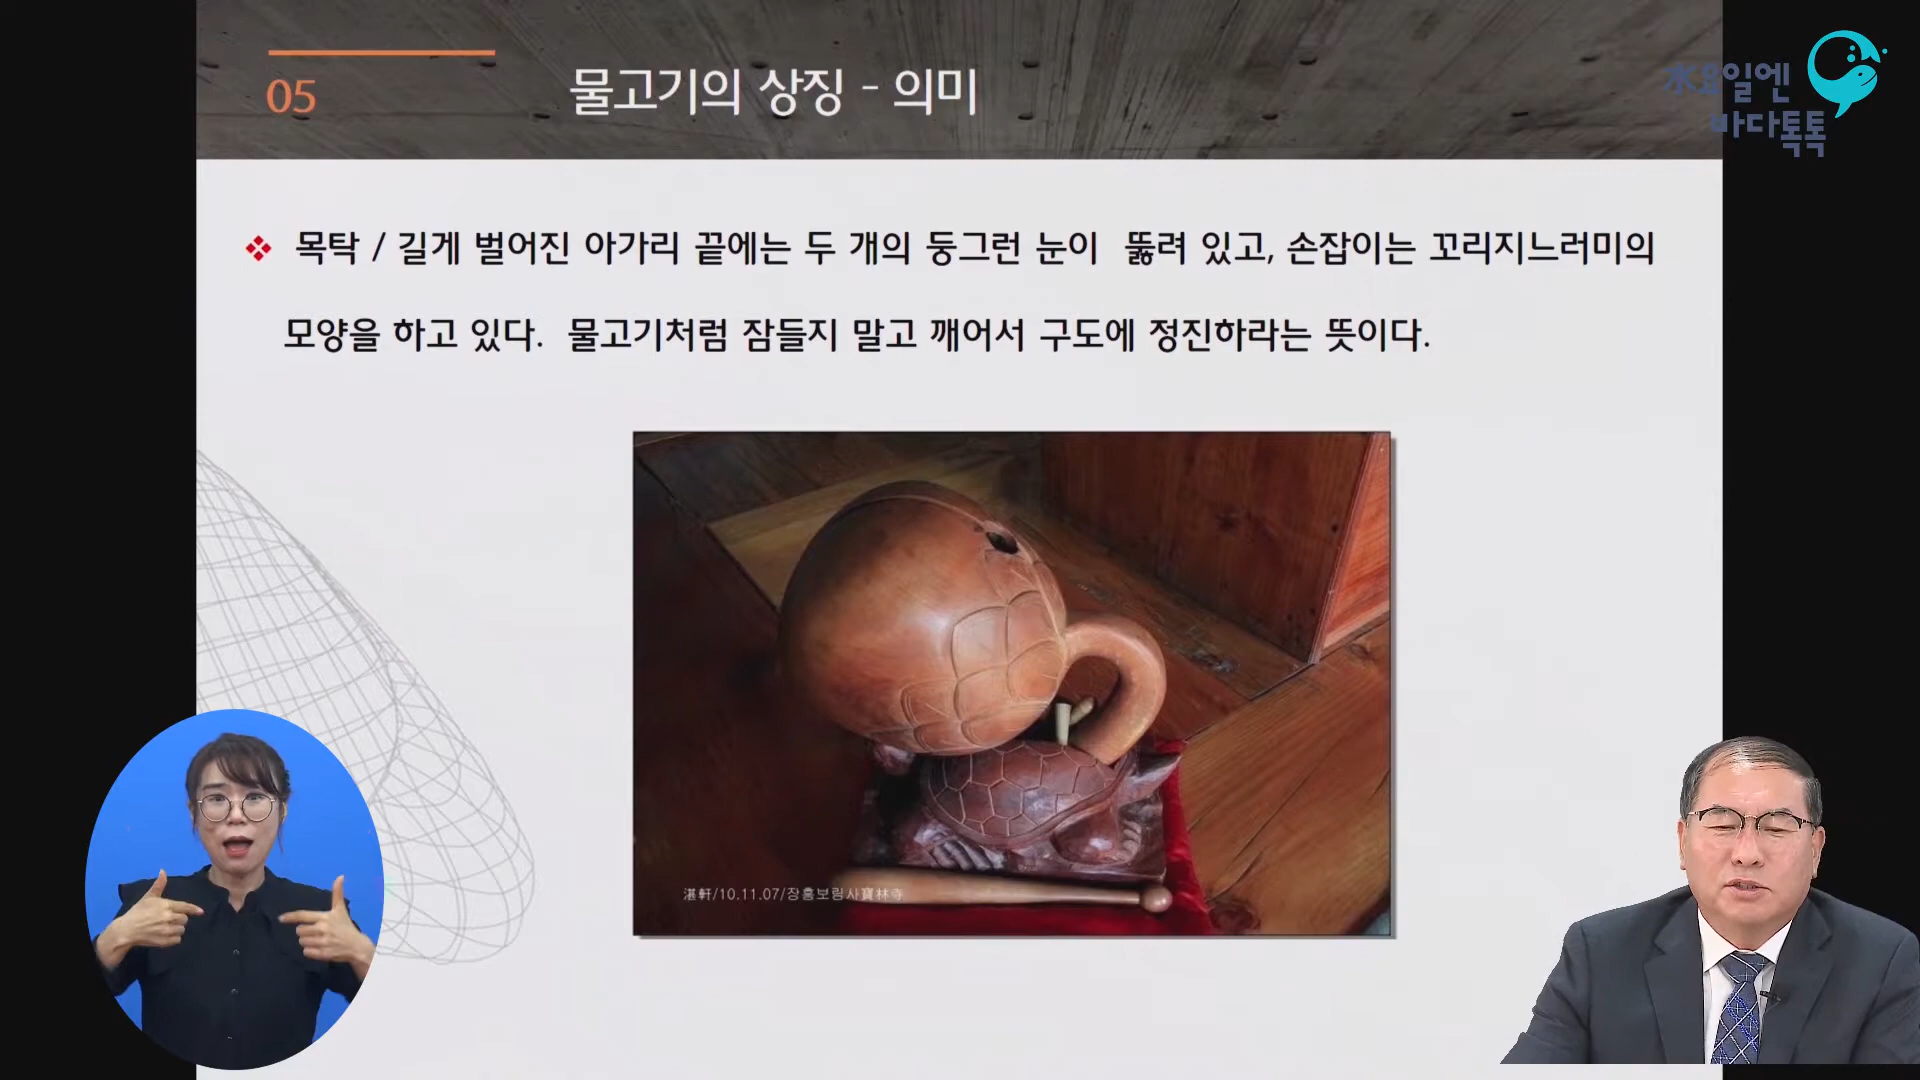 05
물고기의 상징 - 의미
水요일엔
바다톡톡
❖ 목탁 / 길게 벌어진 아가리 끝에는 두 개의 둥그런 눈이 뚫려 있고, 손잡이는 꼬리지느러미의
모양을 하고 있다. 물고기처럼 잠들지 말고 깨어서 구도에 정진하라는 뜻이다.
湛軒/10.11.07/장흥보림사寶林寺